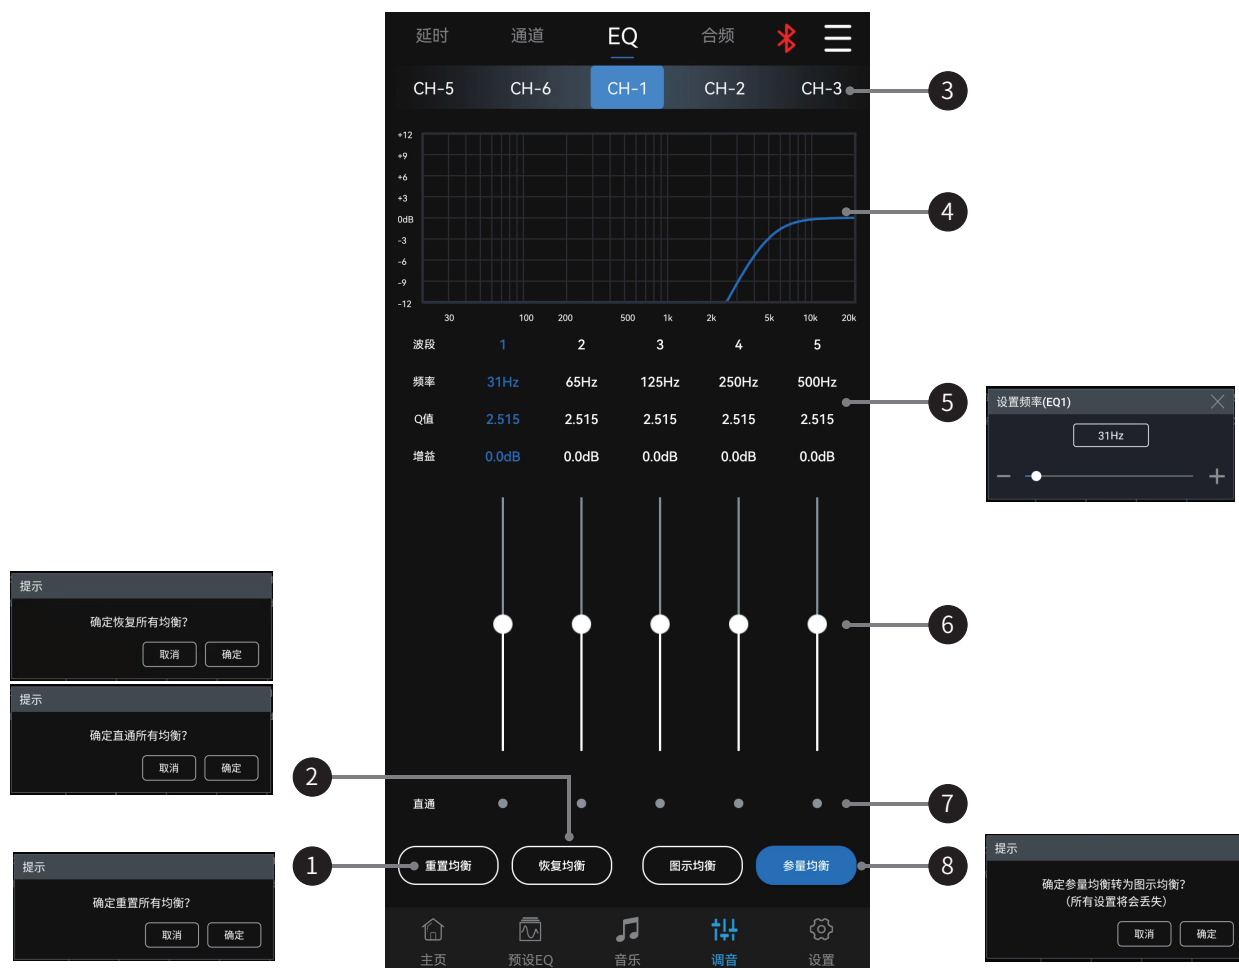 延时 通道 EQ 合频
CH-5 CH-6 CH-1 CH-2 CH-3
3
+12
+9
+6
+3
0dB
-3
-6
-9
-12
4
30 100 200 500 1k 2k 5k 10k 20k
波段 1 2 3 4 5
频率 31Hz 65Hz 125Hz 250Hz 500Hz
Q值 2.515 2.515 2.515 2.515 2.515
增益 0.0dB 0.0dB 0.0dB 0.0dB 0.0dB
5
设置频率(EQ1)
31Hz
6
提示
确定恢复所有均衡?
取消 确定
提示
确定直通所有均衡?
取消 确定
2
直通
7
1
重置均衡 恢复均衡 图示均衡 参量均衡
8
提示
确定重置所有均衡?
取消 确定
提示
确定参量均衡转为图示均衡?
(所有设置将会丢失)
取消 确定
主页 预设EQ 音乐 调音 设置